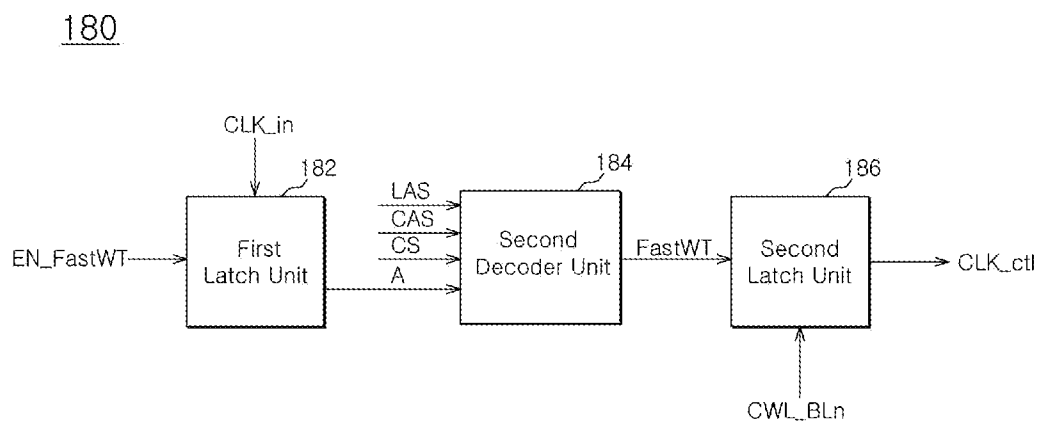 180
CLK_in
182
184
186
LAS
CAS
CS
A
EN_FastWT
First
Latch Unit
Second
Decoder Unit
FastWT
Second
Latch Unit
CLK_ctl
CWL_BLn